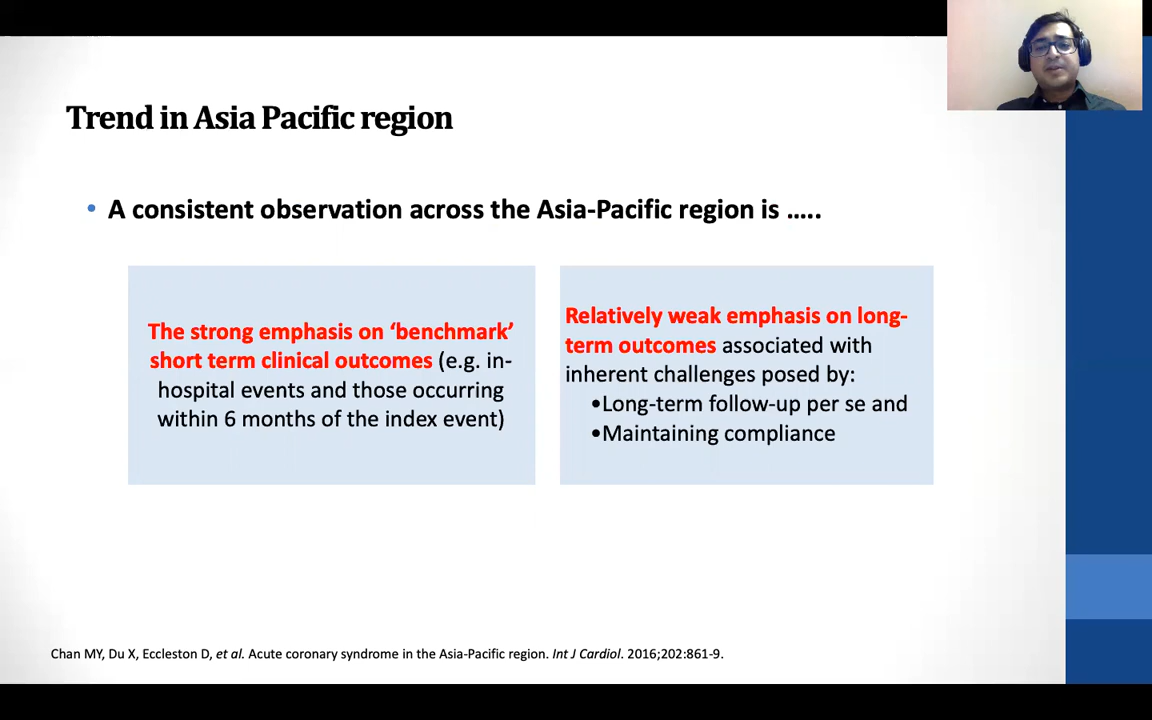 Trend in Asia Pacific region
• A consistent observation across the Asia-Pacific region is …..
The strong emphasis on ‘benchmark’
short term clinical outcomes (e.g. in-
hospital events and those occurring
within 6 months of the index event)
Relatively weak emphasis on long-
term outcomes associated with
inherent challenges posed by:
•Long-term follow-up per se and
•Maintaining compliance
Chan MY, Du X, Eccleston D, et al. Acute coronary syndrome in the Asia-Pacific region. Int J Cardiol. 2016;202:861-9.